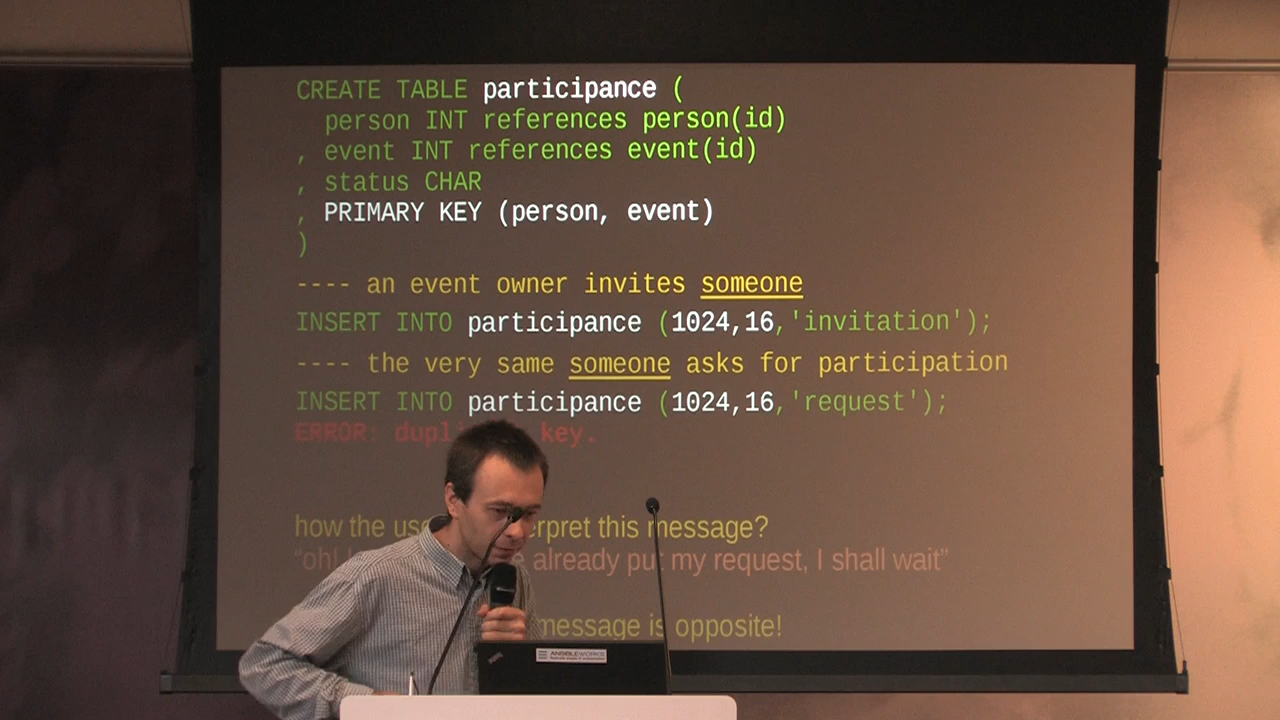 CREATE TABLE participance (
person INT references person(id)
, event INT references event(id)
, status CHAR
, PRIMARY KEY (person, event)
)
---- an event owner invites someone
INSERT INTO participance (1024,16,'invitation');
---- the very same someone asks for participation
INSERT INTO participance (1024,16,'request');
ERROR: key.
how the interpret this message?
already put my request, I shall wait”
message is opposite!
ANSIBLEWORKS